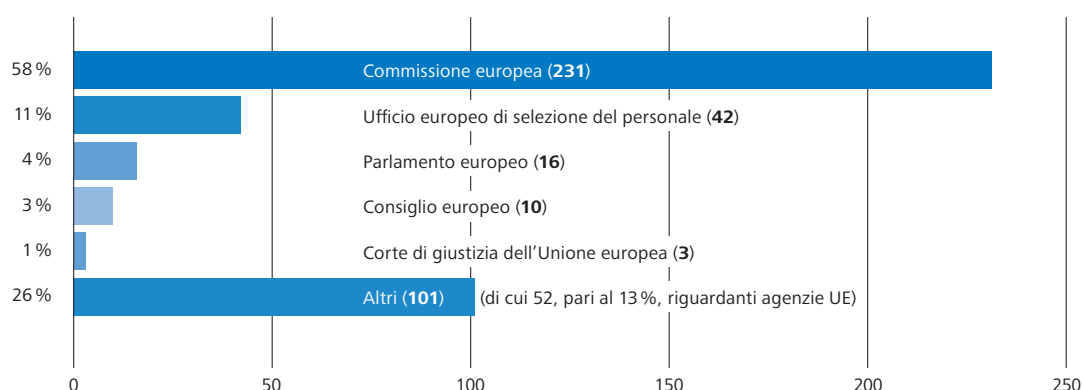 58 % Commissione europea (231)
11 % Ufficio europeo di selezione del personale (42)
4 % Parlamento europeo (16)
3 % Consiglio europeo (10)
1 % Corte di giustizia dell'Unione europea (3)
26 % Altri (101) (di cui 52, pari al 13 %, riguardanti agenzie UE)
0 50 100 150 200 250